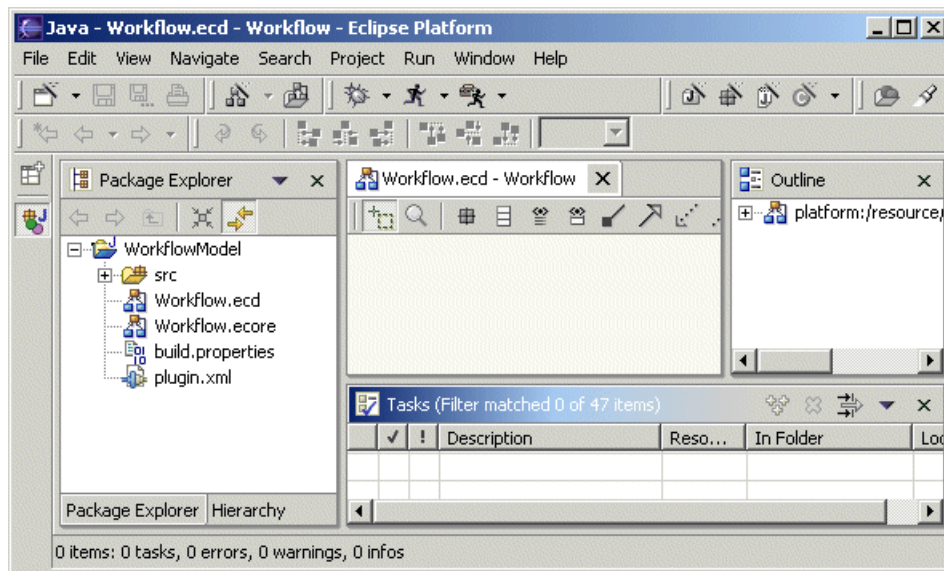 Java - Workflow.ecd - Workflow - Eclipse Platform
File Edit View Navigate Search Project Run Window Help
Package Explorer
Workflow.ecd - Workflow
Outline
platform:/resource/
WorkflowModel
src
Workflow.ecd
Workflow.ecore
build.properties
plugin.xml
Tasks (Filter matched 0 of 47 items)
! Description Reso... In Folder Loc
Package Explorer Hierarchy
0 items: 0 tasks, 0 errors, 0 warnings, 0 infos